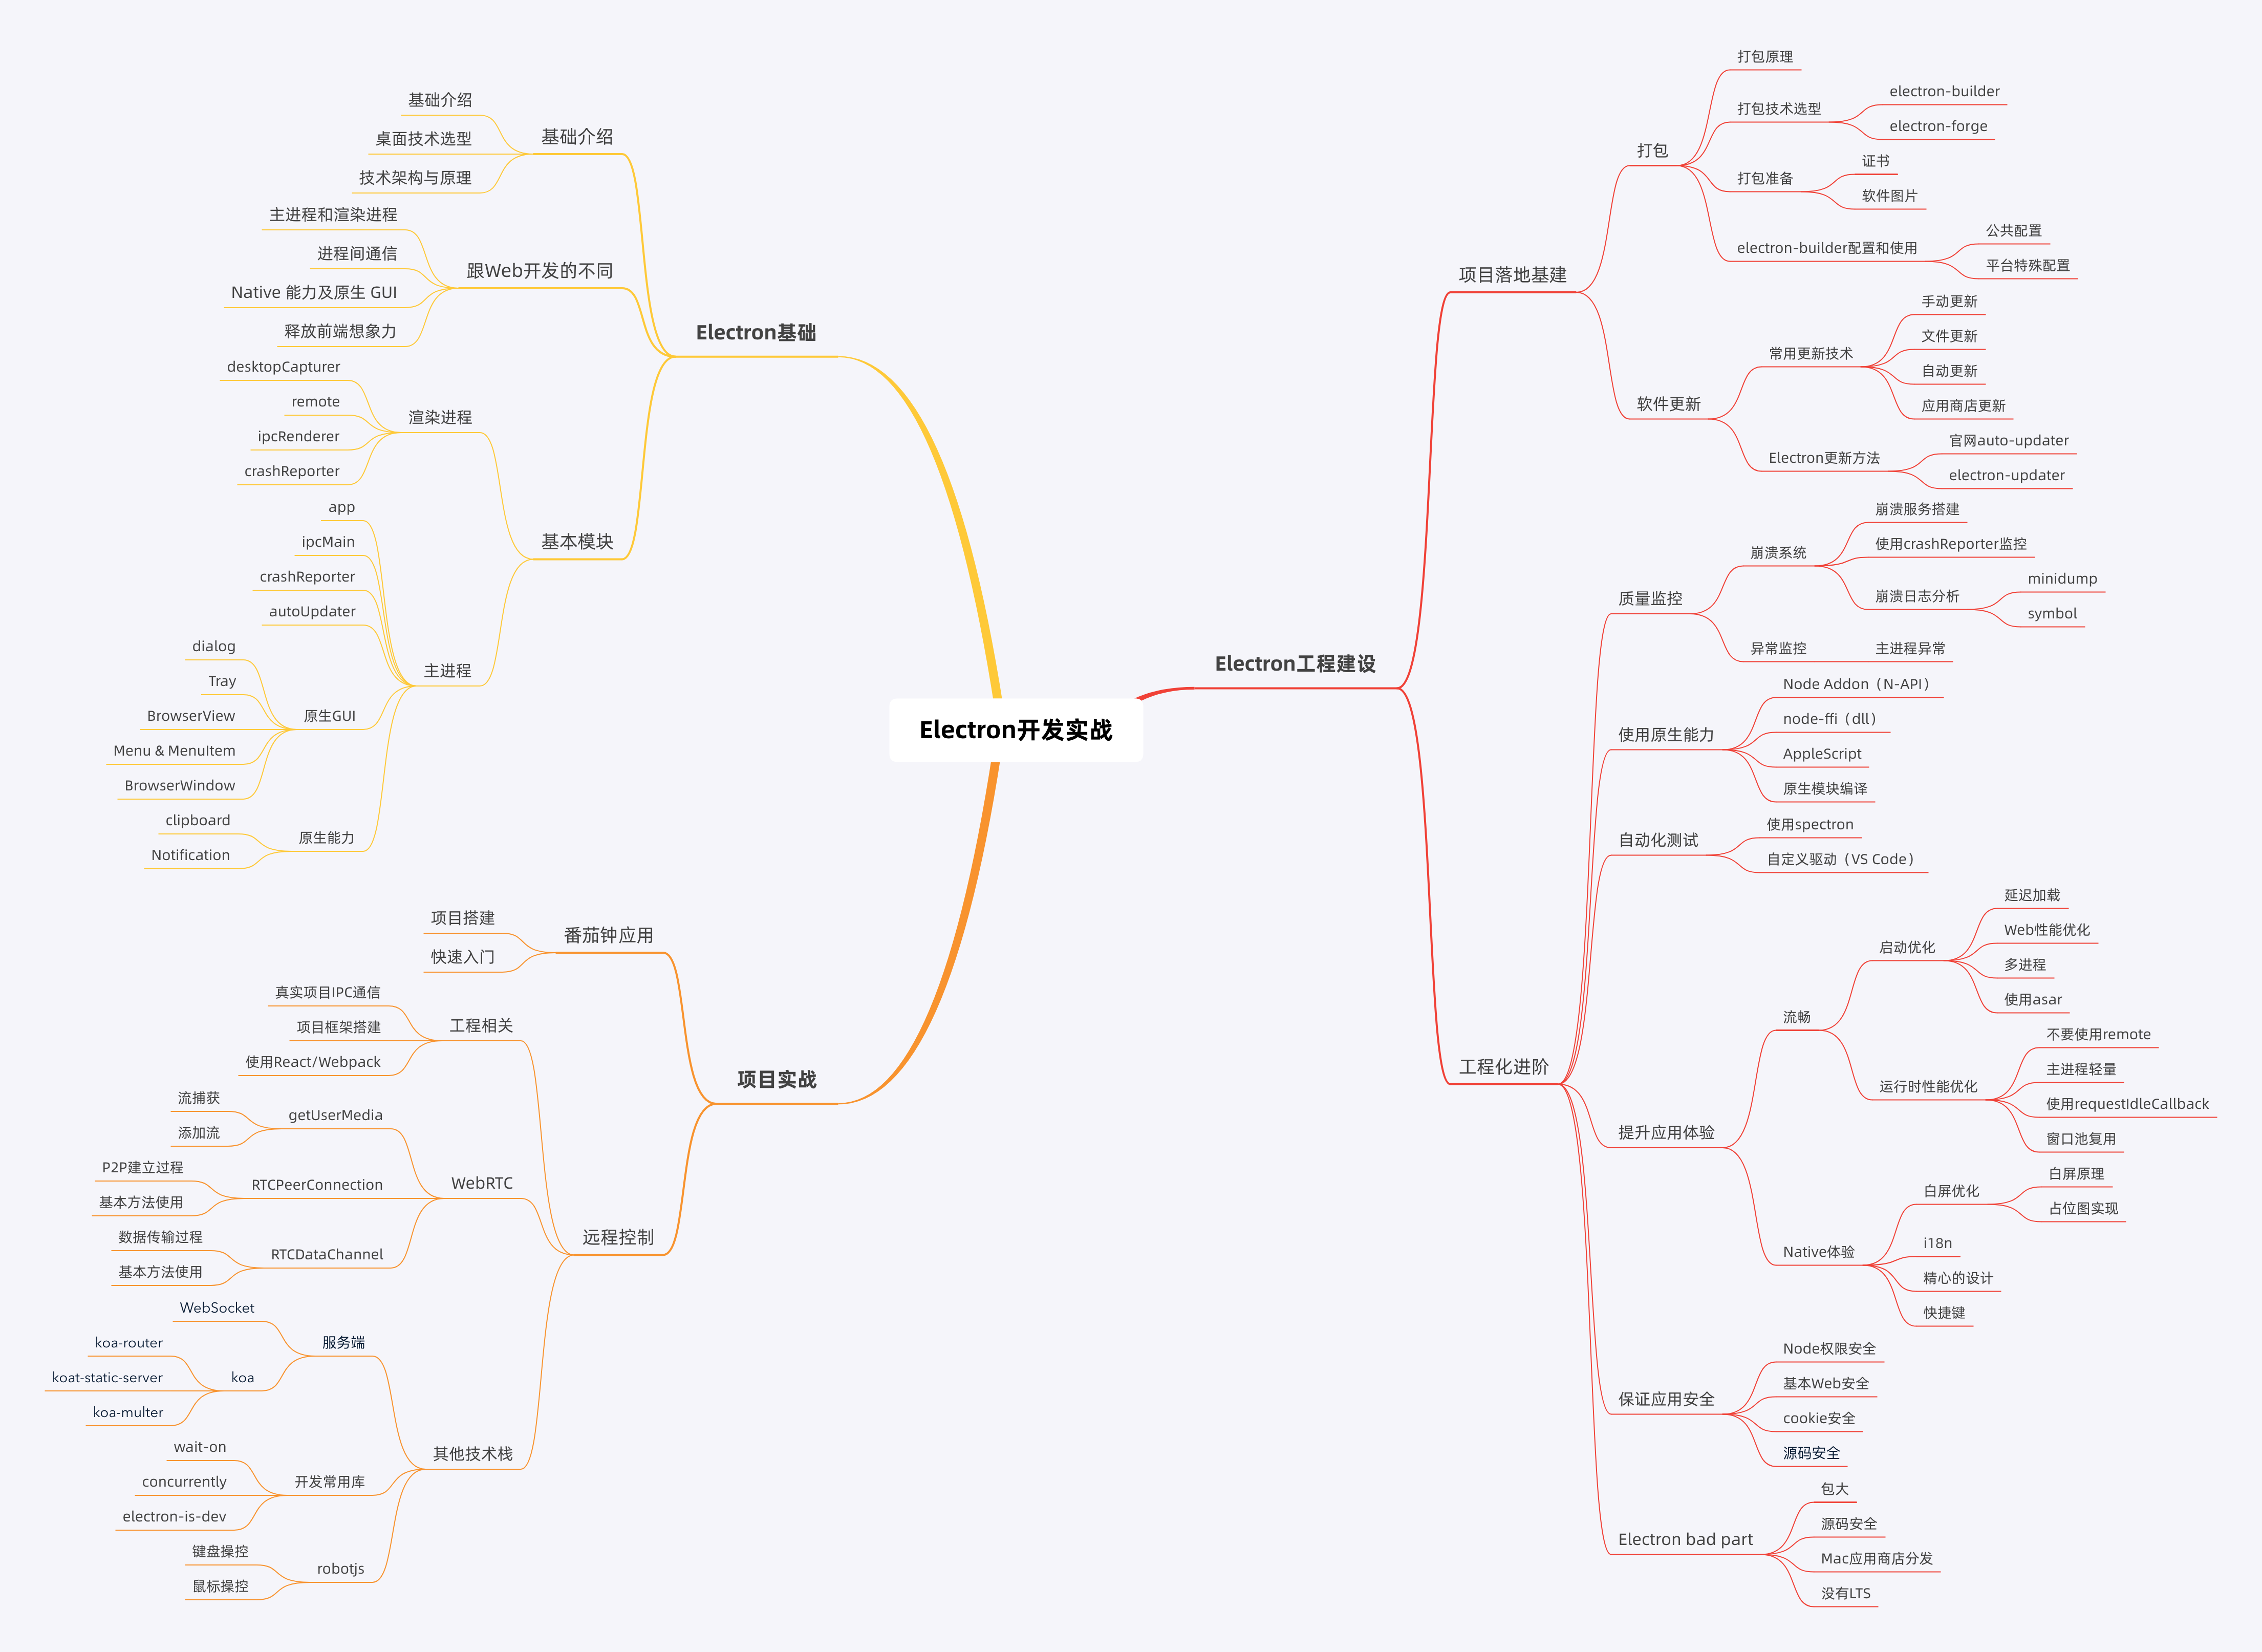 Electron开发实战
Electron基础
基础介绍
基础介绍
桌面技术选型
技术架构与原理
跟Web开发的不同
主进程和渲染进程
进程间通信
Native 能力及原生 GUI
释放前端想象力
基本模块
渲染进程
desktopCapturer
remote
ipcRenderer
crashReporter
主进程
app
ipcMain
crashReporter
autoUpdater
原生GUI
dialog
Tray
BrowserView
Menu & MenuItem
BrowserWindow
原生能力
clipboard
Notification
项目实战
番茄钟应用
项目搭建
快速入门
远程控制
工程相关
真实项目IPC通信
项目框架搭建
使用React/Webpack
WebRTC
getUserMedia
流捕获
添加流
RTCPeerConnection
P2P建立过程
基本方法使用
RTCDataChannel
数据传输过程
基本方法使用
其他技术栈
服务端
WebSocket
koa
koa-router
koat-static-server
koa-multer
开发常用库
wait-on
concurrently
electron-is-dev
robotjs
键盘操控
鼠标操控
Electron工程建设
项目落地基建
打包
打包原理
打包技术选型
electron-builder
electron-forge
打包准备
证书
软件图片
electron-builder配置和使用
公共配置
平台特殊配置
软件更新
常用更新技术
手动更新
文件更新
自动更新
应用商店更新
Electron更新方法
官网auto-updater
electron-updater
工程化进阶
质量监控
崩溃系统
崩溃服务搭建
使用crashReporter监控
崩溃日志分析
minidump
symbol
异常监控
主进程异常
使用原生能力
Node Addon（N-API）
node-ffi（dll）
AppleScript
原生模块编译
自动化测试
使用spectron
自定义驱动（VS Code）
提升应用体验
流畅
启动优化
延迟加载
Web性能优化
多进程
使用asar
运行时性能优化
不要使用remote
主进程轻量
使用requestIdleCallback
窗口池复用
Native体验
白屏优化
白屏原理
占位图实现
i18n
精心的设计
快捷键
保证应用安全
Node权限安全
基本Web安全
cookie安全
源码安全
Electron bad part
包大
源码安全
Mac应用商店分发
没有LTS